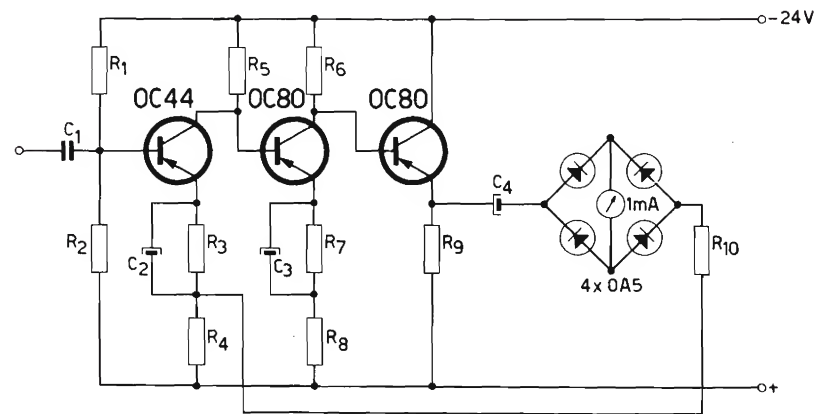 -24V
R1
R5
R6
OC44
OC80
OC80
C1
C4
1mA
R2
C2
R3
C3
R7
R9
R10
4 x OA5
R4
R8
+